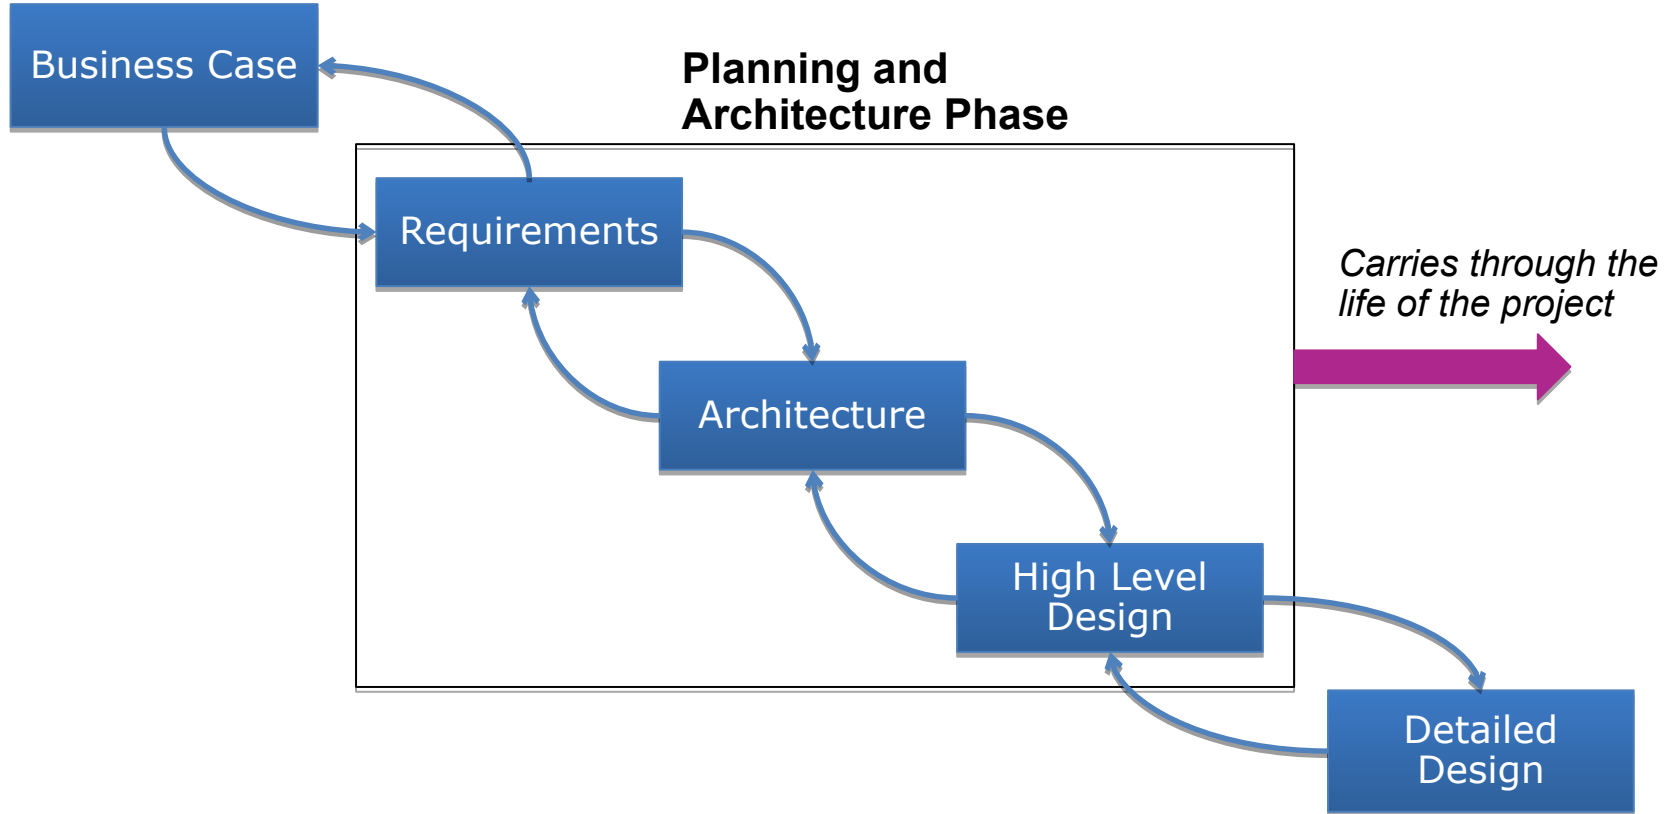 Business Case
Planning and
Architecture Phase
Requirements
Carries through the
life of the project
Architecture
High Level
Design
Detailed
Design